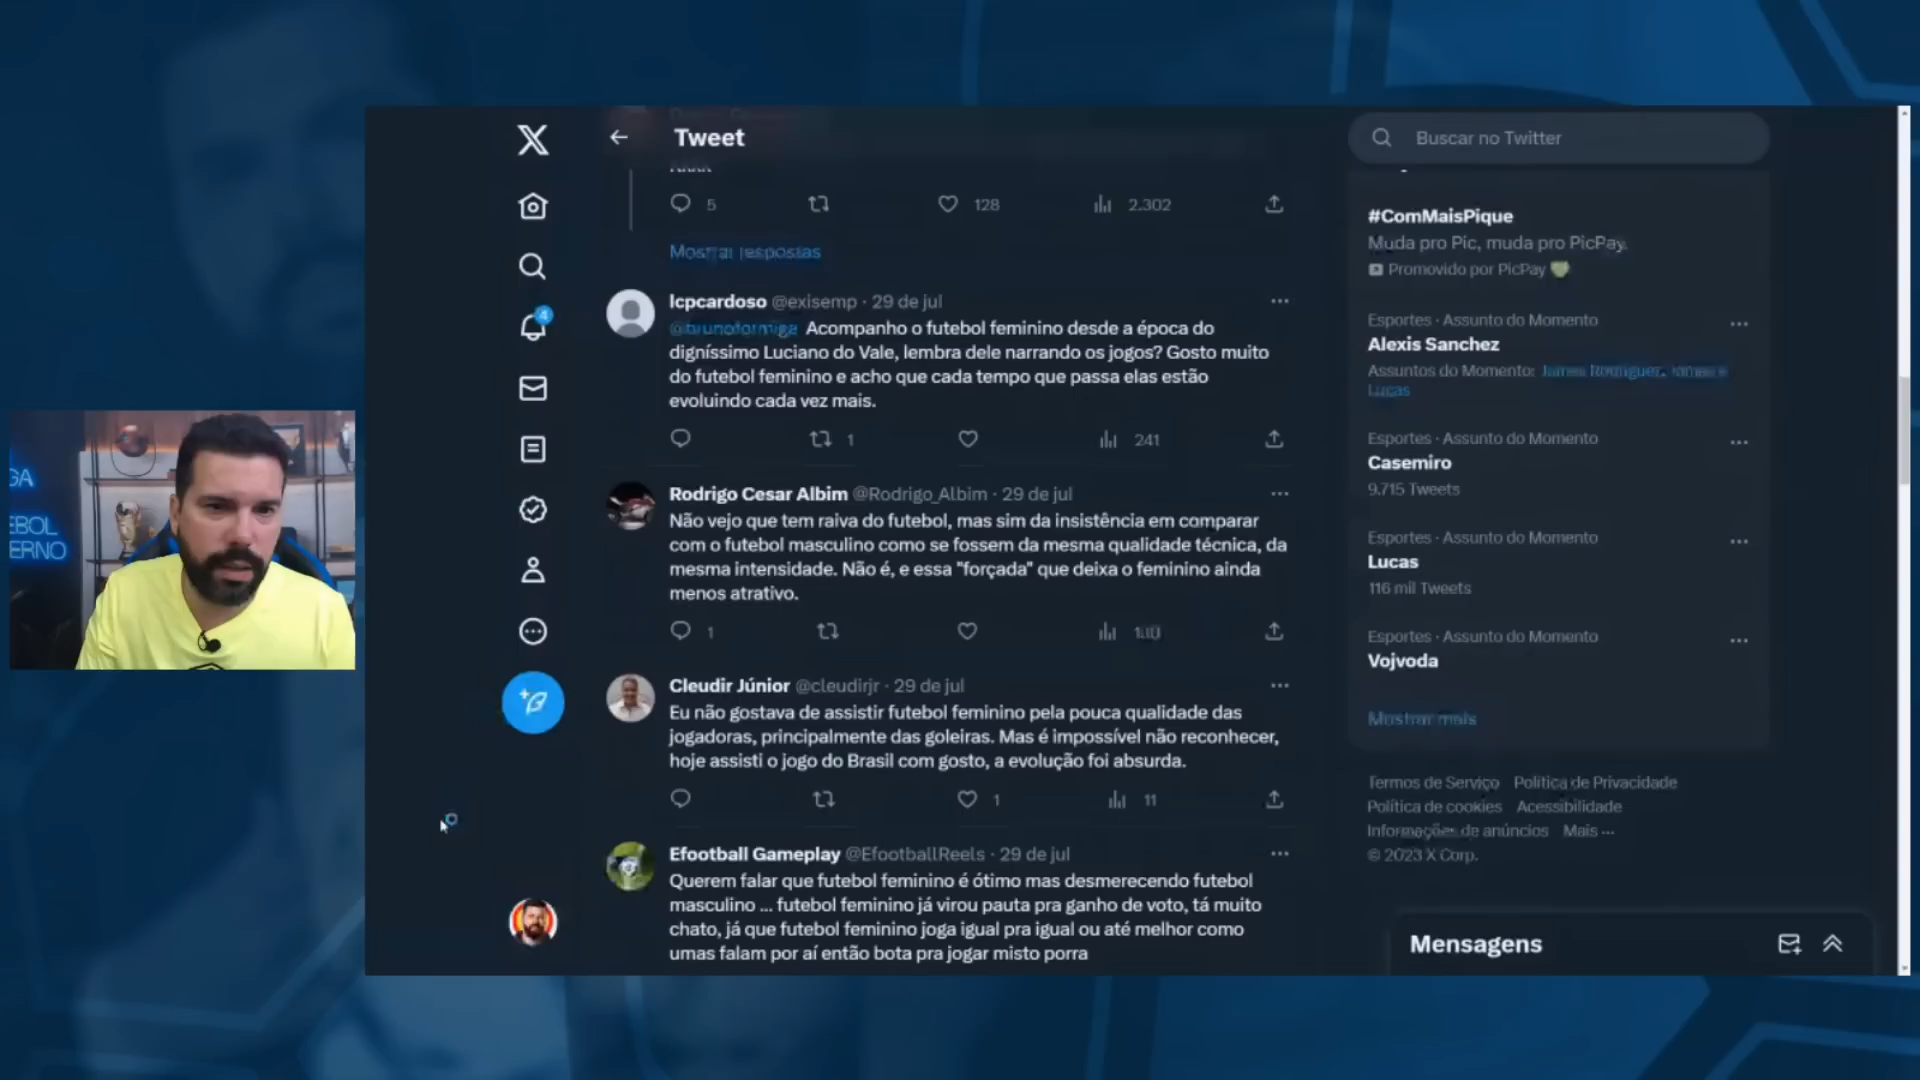 Tweet
Buscar no Twitter
5
128
2.302
Mostrar respostas
lcpcardoso @exisemp · 29 de jul
@brunoformiga Acompanho o futebol feminino desde a época do
digníssimo Luciano do Vale, lembra dele narrando os jogos? Gosto muito
do futebol feminino e acho que cada tempo que passa elas estão
evoluindo cada vez mais.
1
241
Rodrigo Cesar Albim @Rodrigo_Albim · 29 de jul
Não vejo que tem raiva do futebol, mas sim da insistência em comparar
com o futebol masculino como se fossem da mesma qualidade técnica, da
mesma intensidade. Não é, e essa "forçada" que deixa o feminino ainda
menos atrativo.
1
Cleudir Júnior @cleudirjr · 29 de jul
Eu não gostava de assistir futebol feminino pela pouca qualidade das
jogadoras, principalmente das goleiras. Mas é impossível não reconhecer,
hoje assisti o jogo do Brasil com gosto, a evolução foi absurda.
1
11
Efootball Gameplay @EfootballReels · 29 de jul
Querem falar que futebol feminino é ótimo mas desmerecendo futebol
masculino ... futebol feminino já virou pauta pra ganho de voto, tá muito
chato, já que futebol feminino joga igual pra igual ou até melhor como
umas falam por aí então bota pra jogar misto porra
#ComMaisPique
Muda pro Pic, muda pro PicPay.
Promovido por PicPay
Esportes · Assunto do Momento
Alexis Sanchez
Assuntos do Momento: James Rodriguez,
Lucas
Esportes · Assunto do Momento
Casemiro
9.715 Tweets
Esportes · Assunto do Momento
Lucas
116 mil Tweets
Esportes · Assunto do Momento
Vojvoda
Mostrar mais
Termos de Serviço Política de Privacidade
Política de cookies Acessibilidade
Informações de anúncios Mais ...
© 2023 X Corp.
Mensagens
4
GA
EBOL
ERNO